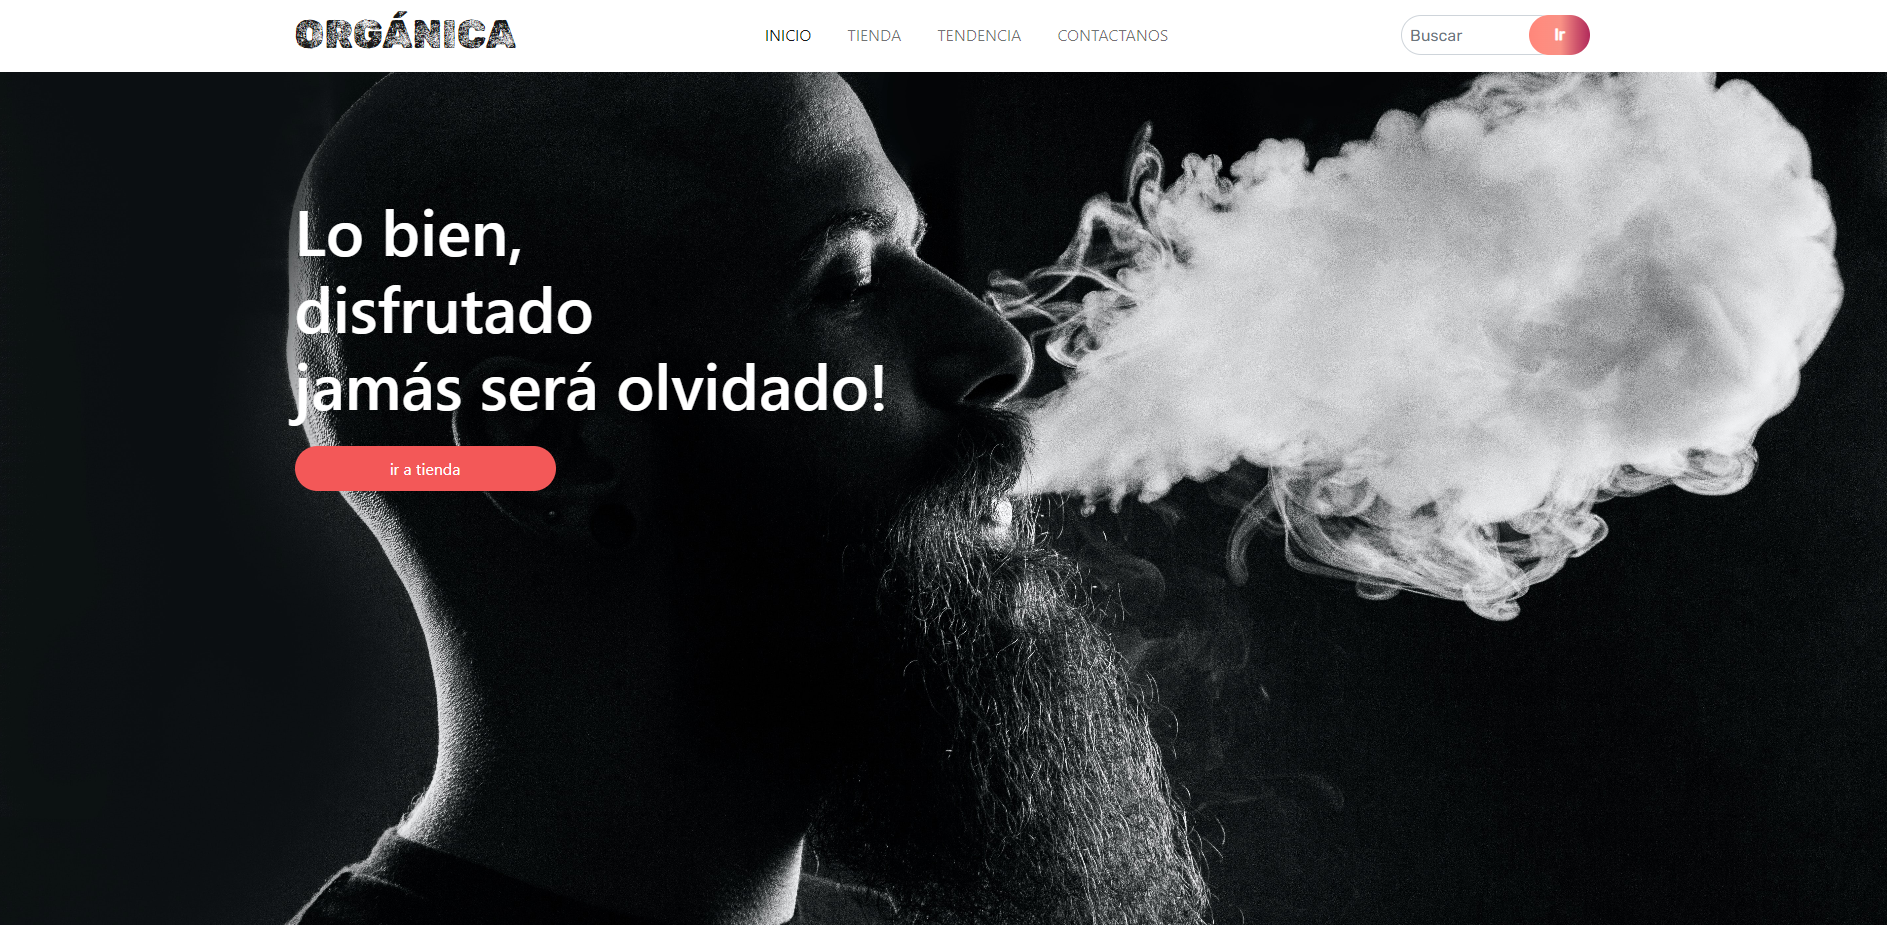 ORGÁNICA
INICIO TIENDA TENDENCIA CONTACTANOS
Buscar Ir
Lo bien,
disfrutado
jamás será olvidado!
ir a tienda